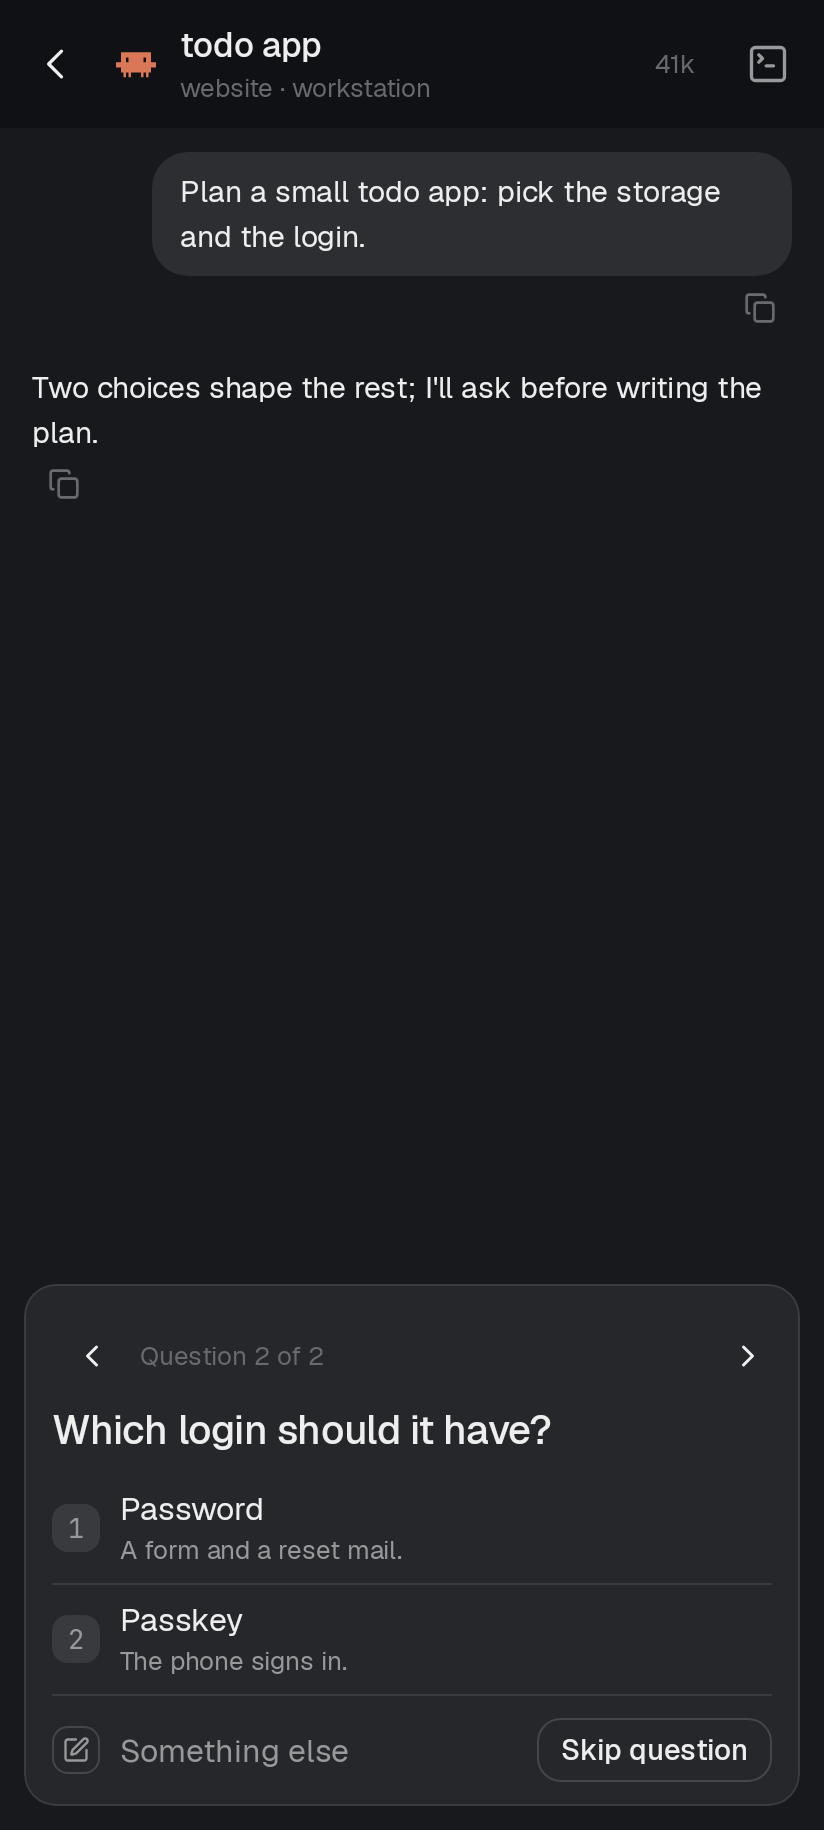 todo app
website · workstation
41k
Plan a small todo app: pick the storage
and the login.
Two choices shape the rest; I'll ask before writing the
plan.
Question 2 of 2
Which login should it have?
1
Password
A form and a reset mail.
2
Passkey
The phone signs in.
Something else
Skip question